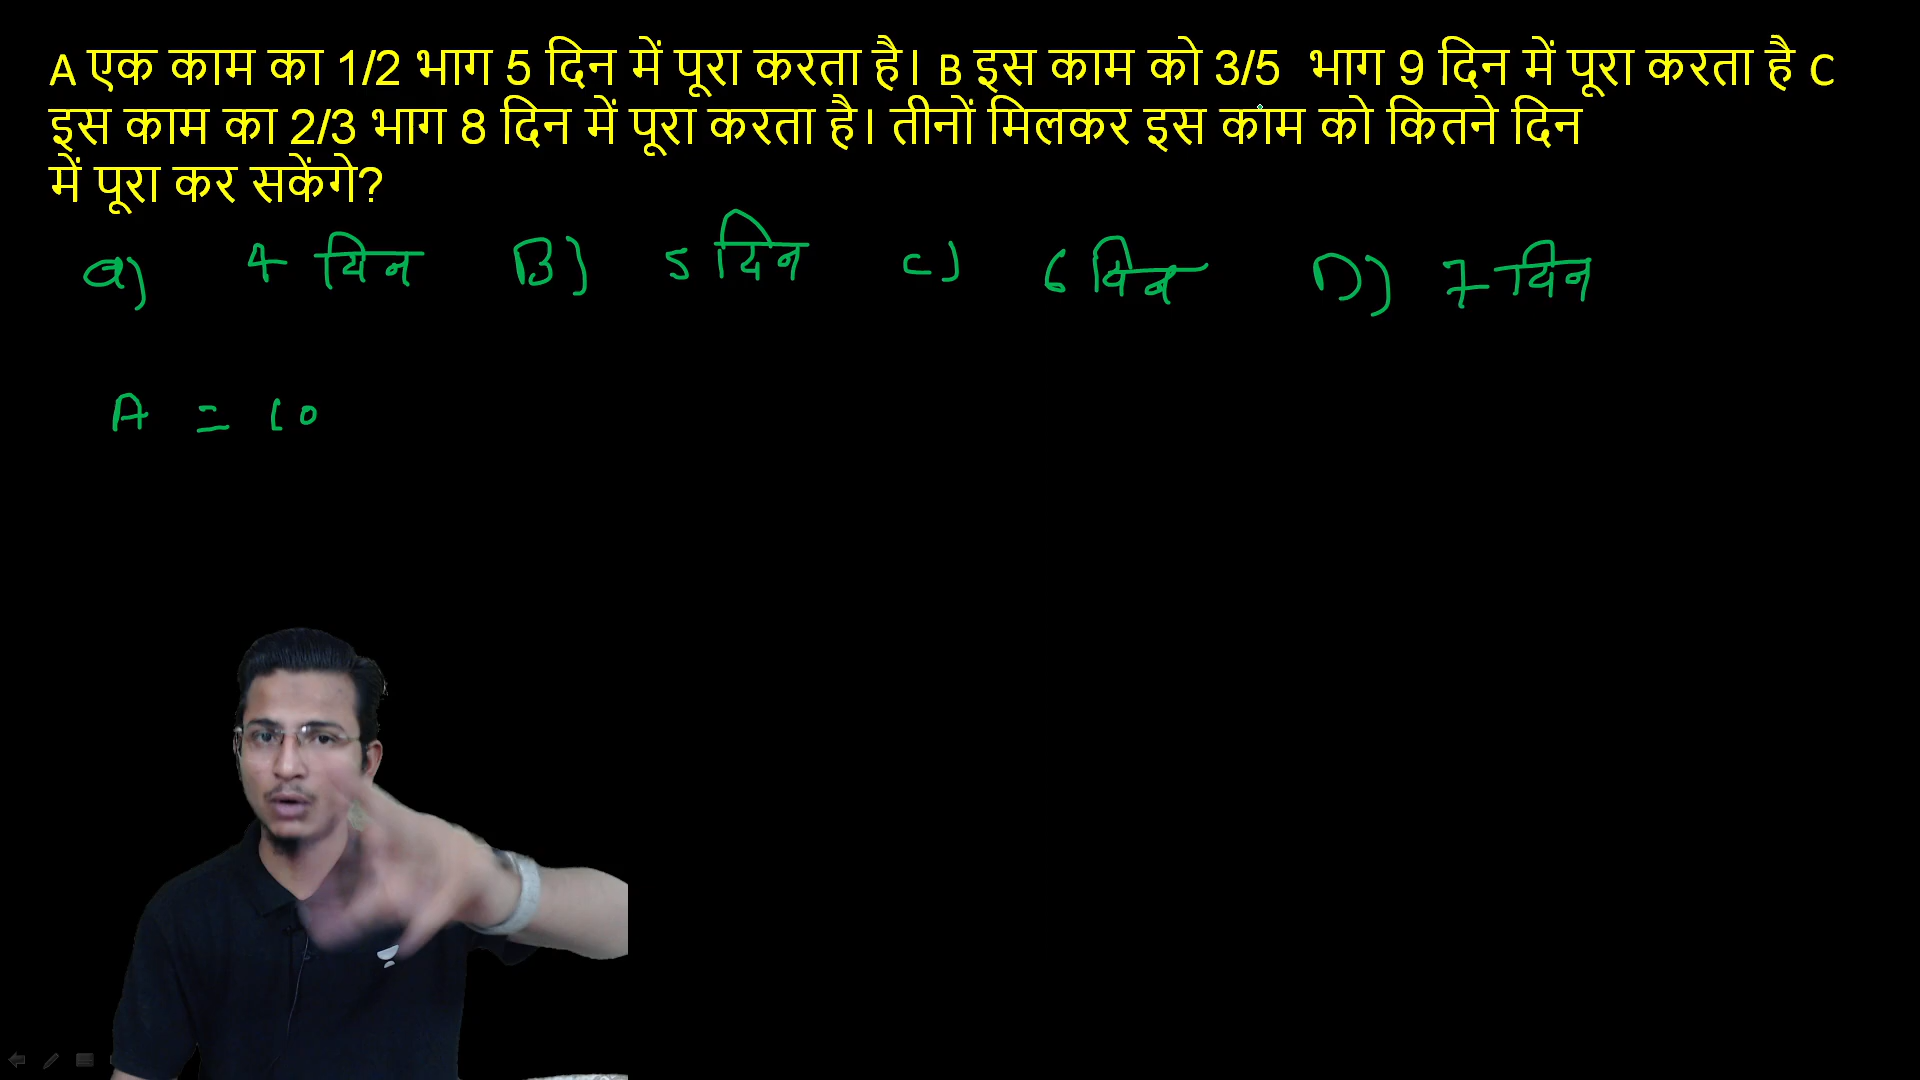 A एक काम का 1/2 भाग 5 दिन में पूरा करता है। B इस काम को 3/5 भाग 9 दिन में पूरा करता है C
इस काम का 2/3 भाग 8 दिन में पूरा करता है। तीनों मिलकर इस काम को कितने दिन
में पूरा कर सकेंगे?
a) 4 दिन B) 5 दिन c) 6 दिन D) 7 दिन
A = 10